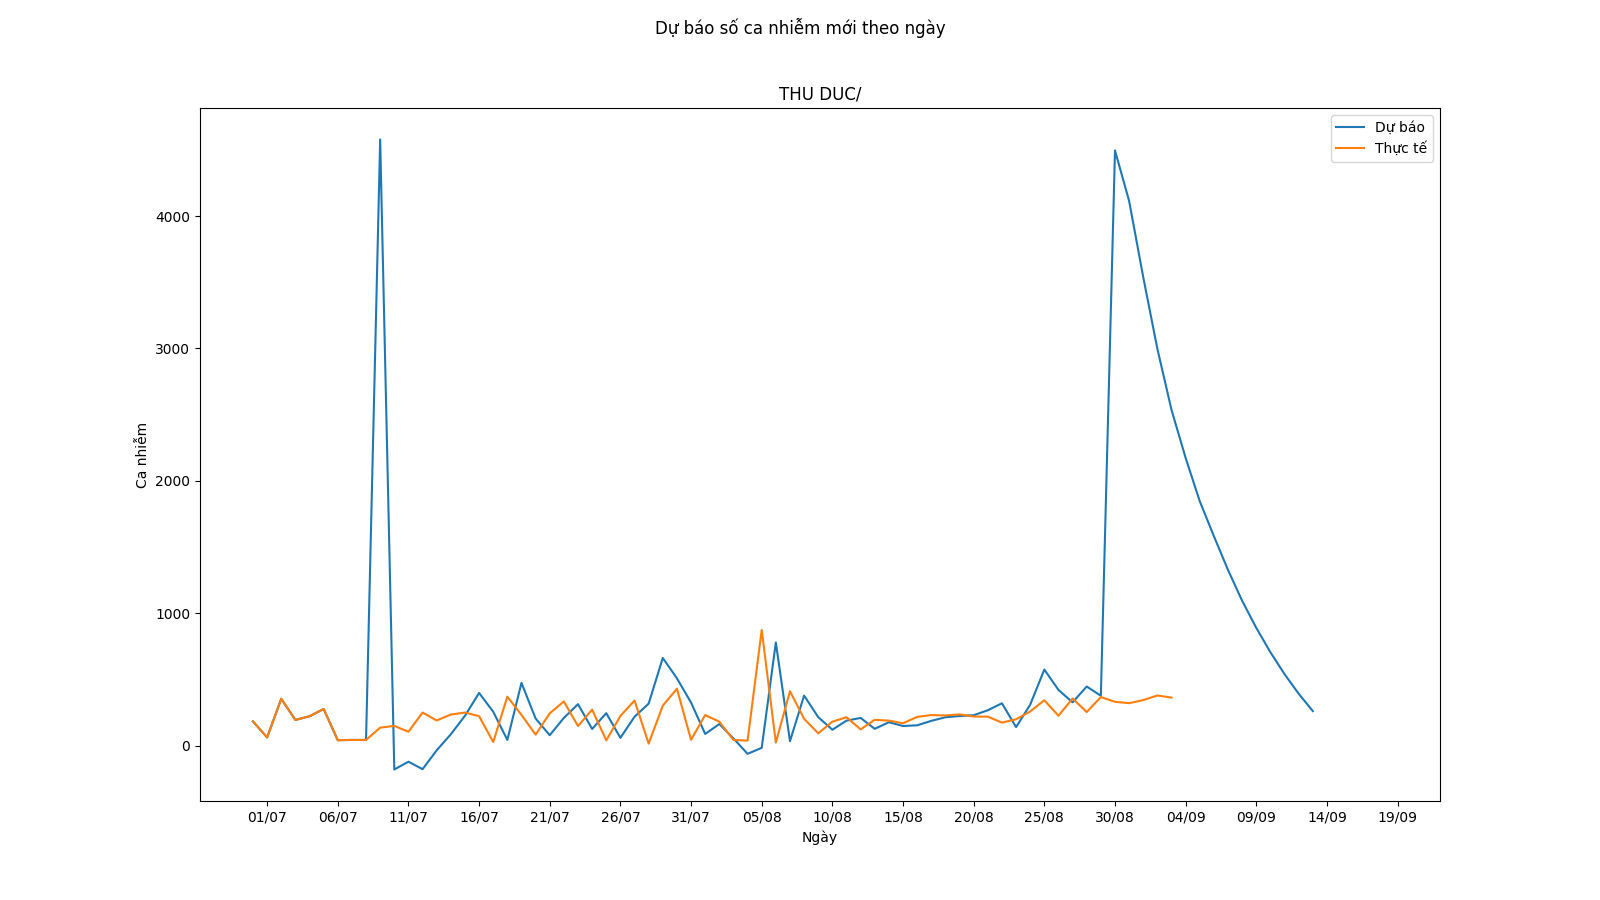 Dự báo số ca nhiễm mới theo ngày
THU DUC/
Dự báo
Thực tế
4000
3000
2000
1000
0
Ca nhiễm
01/07 06/07 11/07 16/07 21/07 26/07 31/07 05/08 10/08 15/08 20/08 25/08 30/08 04/09 09/09 14/09 19/09
Ngày